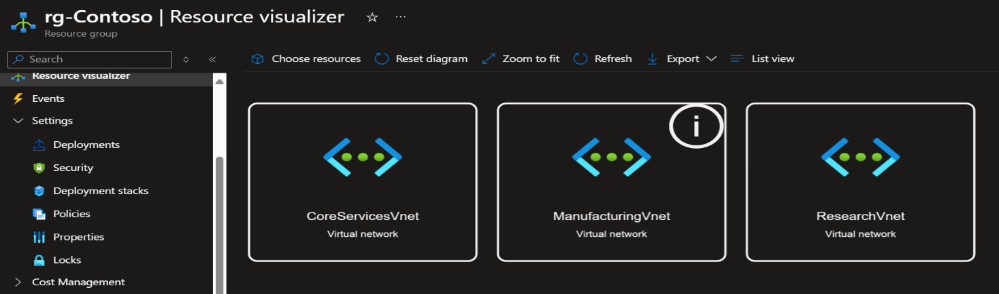 rg-Contoso | Resource visualizer ☆ ...
Resource group
Search
Choose resources Reset diagram Zoom to fit Refresh Export List view
Resource visualizer
Events
Settings
Deployments
Security
Deployment stacks
Policies
Properties
Locks
Cost Management
CoreServicesVnet
Virtual network
i
ManufacturingVnet
Virtual network
ResearchVnet
Virtual network